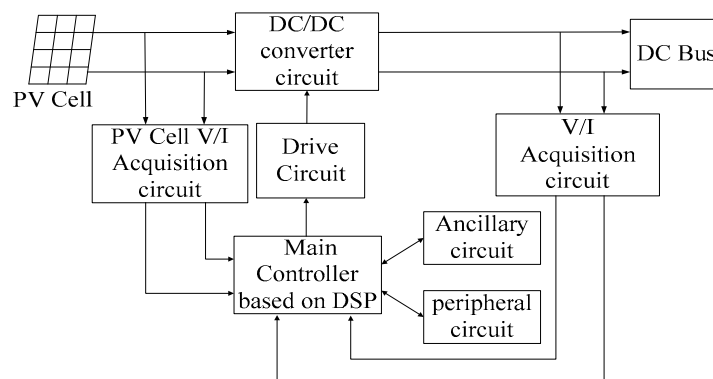 DC/DC
converter
circuit
DC Bus
PV Cell
PV Cell V/I
Acquisition
circuit
Drive
Circuit
V/I
Acquisition
circuit
Main
Controller
based on DSP
Ancillary
circuit
peripheral
circuit